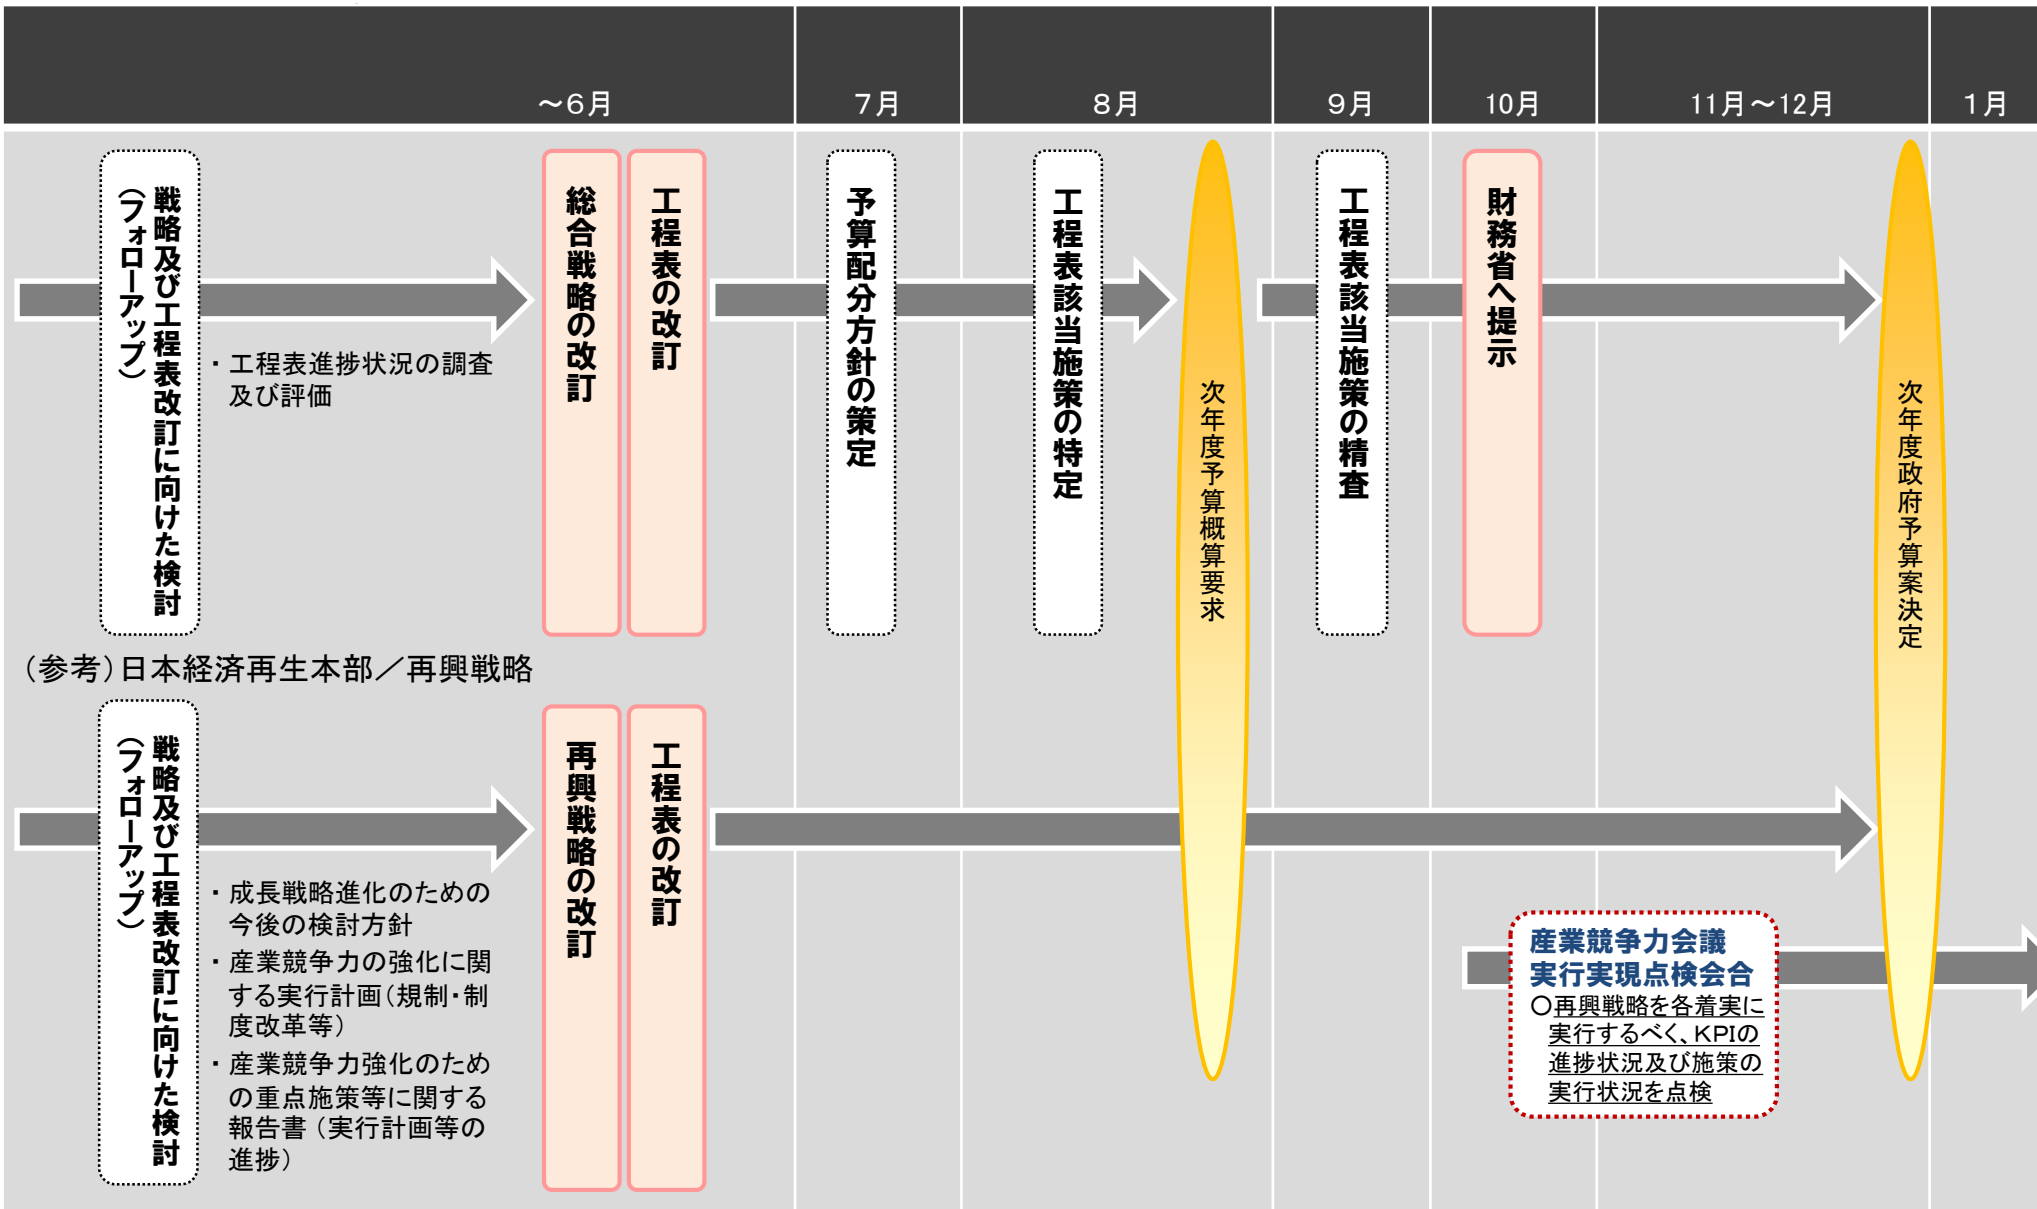 ～６月
７月
８月
９月
10月
11月～12月
１月
戦略及び工程表改訂に向けた検討
（フォローアップ）
・工程表進捗状況の調査
及び評価
総合戦略の改訂
工程表の改訂
予算配分方針の策定
工程表該当施策の特定
次年度予算概算要求
工程表該当施策の精査
財務省へ提示
次年度政府予算案決定
（参考）日本経済再生本部／再興戦略
戦略及び工程表改訂に向けた検討
（フォローアップ）
・成長戦略進化のための
今後の検討方針
・産業競争力の強化に関
する実行計画（規制・制
度改革等）
・産業競争力強化のため
の重点施策等に関する
報告書（実行計画等の
進捗）
再興戦略の改訂
工程表の改訂
産業競争力会議
実行実現点検会合
○再興戦略を各着実に
実行するべく、KPIの
進捗状況及び施策の
実行状況を点検